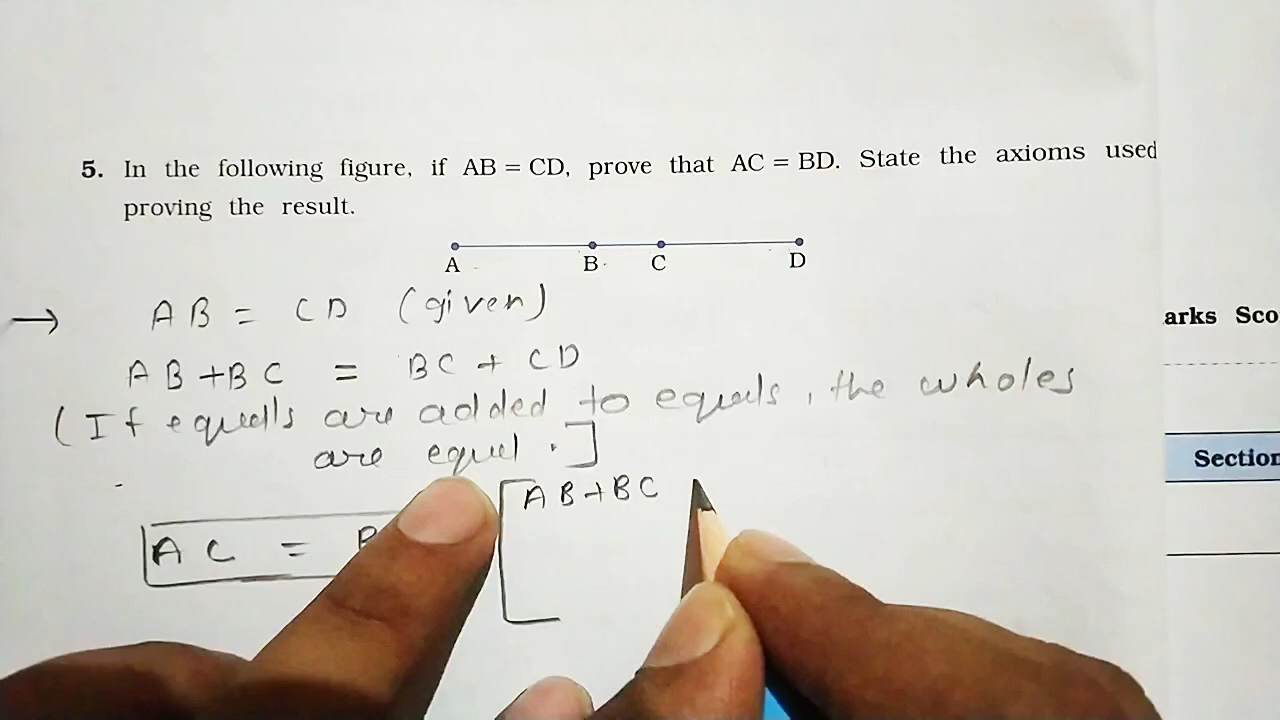 5. In the following figure, if AB = CD, prove that AC = BD. State the axioms used
proving the result.
A B C D
→ AB = CD (given)
AB+BC = BC + CD
(If equells are added to equals, the wholes
are equal.]
[AB+BC
AC = B
arks Sco
Section